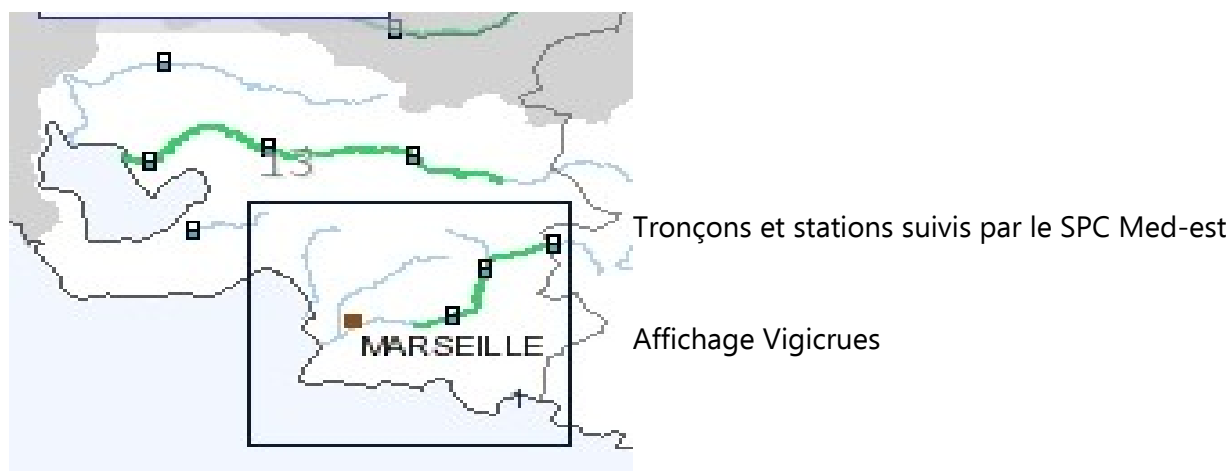 13
Tronçons et stations suivis par le SPC Med-est
Affichage Vigicrues
MARSEILLE